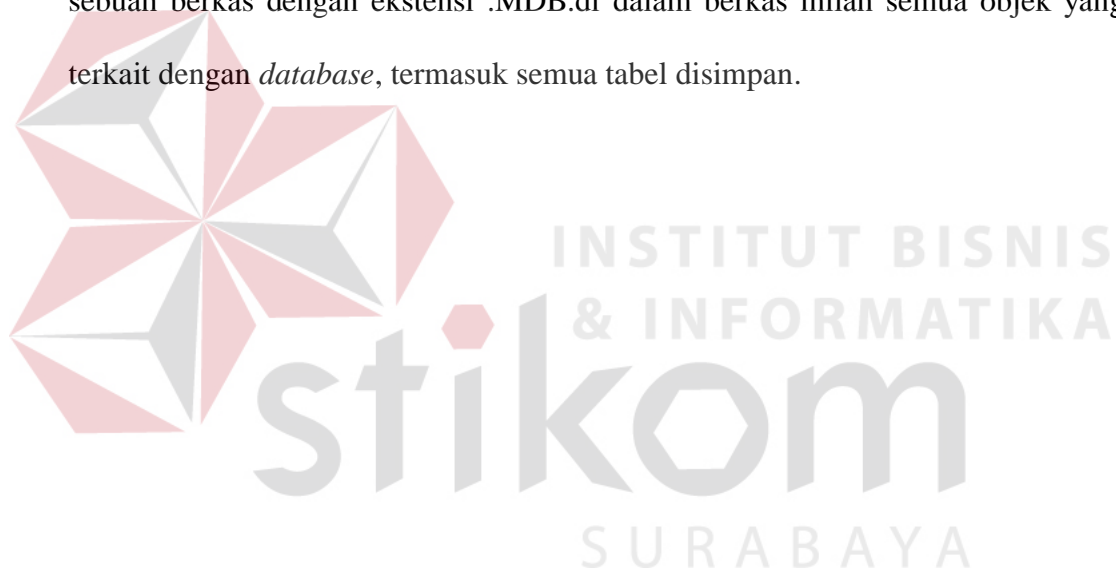 sebuah berkas dengan ekstensi .MDB.di dalam berkas inilah semua objek yang
terkait dengan database, termasuk semua tabel disimpan.
INSTITUT BISNIS
& INFORMATIKA
stikom
SURABAYA